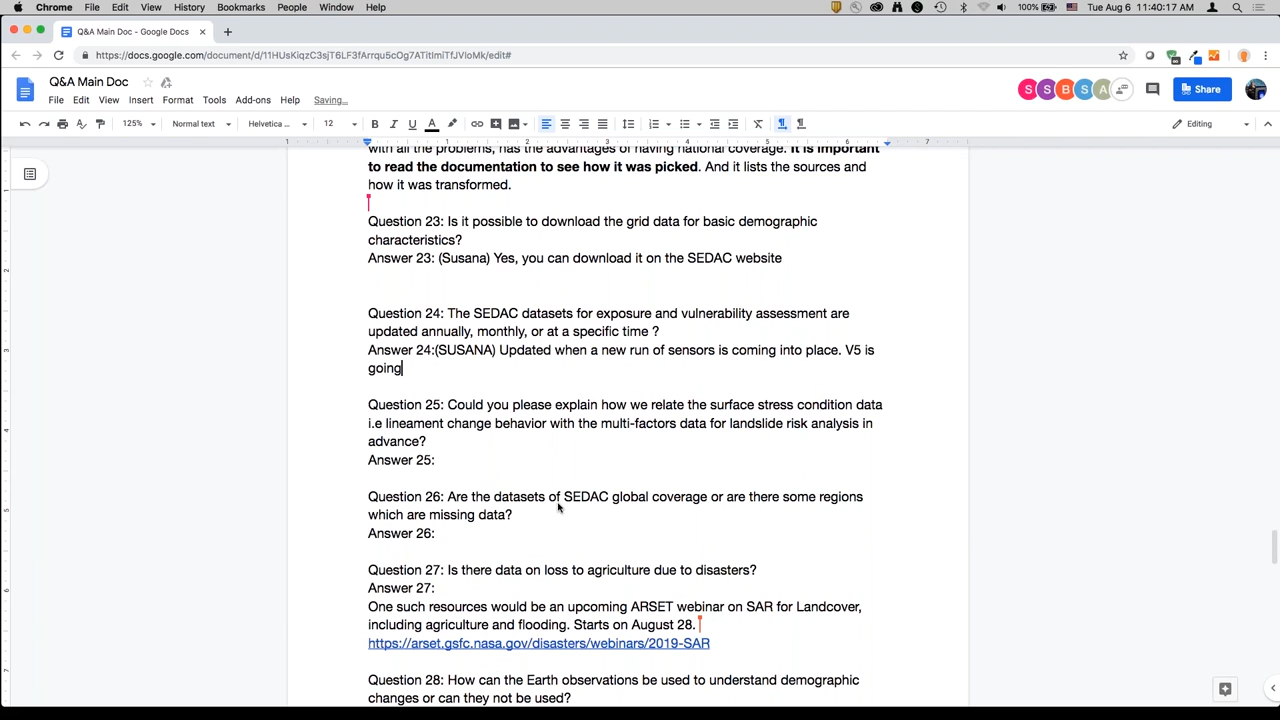 Chrome File Edit View History Bookmarks People Window Help 100% Tue Aug 6 11:40:17 AM
Q&A Main Doc - Google Docs
https://docs.google.com/document/d/11HUsKiqzC3sjT6LF3fArrqu5cOg7ATitImiTfJVIoMk/edit#
Q&A Main Doc
S S B S A Share
File Edit View Insert Format Tools Add-ons Help Saving...
125% Normal text Helvetica ... 12 B I U A Editing
1 1 2 3 4 5 6 7
with all the problems, has the advantages of having national coverage. It is important
to read the documentation to see how it was picked. And it lists the sources and
how it was transformed.
Question 23: Is it possible to download the grid data for basic demographic
characteristics?
Answer 23: (Susana) Yes, you can download it on the SEDAC website
Question 24: The SEDAC datasets for exposure and vulnerability assessment are
updated annually, monthly, or at a specific time ?
Answer 24:(SUSANA) Updated when a new run of sensors is coming into place. V5 is
going
Question 25: Could you please explain how we relate the surface stress condition data
i.e lineament change behavior with the multi-factors data for landslide risk analysis in
advance?
Answer 25:
Question 26: Are the datasets of SEDAC global coverage or are there some regions
which are missing data?
Answer 26:
Question 27: Is there data on loss to agriculture due to disasters?
Answer 27:
One such resources would be an upcoming ARSET webinar on SAR for Landcover,
including agriculture and flooding. Starts on August 28.
https://arset.gsfc.nasa.gov/disasters/webinars/2019-SAR
Question 28: How can the Earth observations be used to understand demographic
changes or can they not be used?